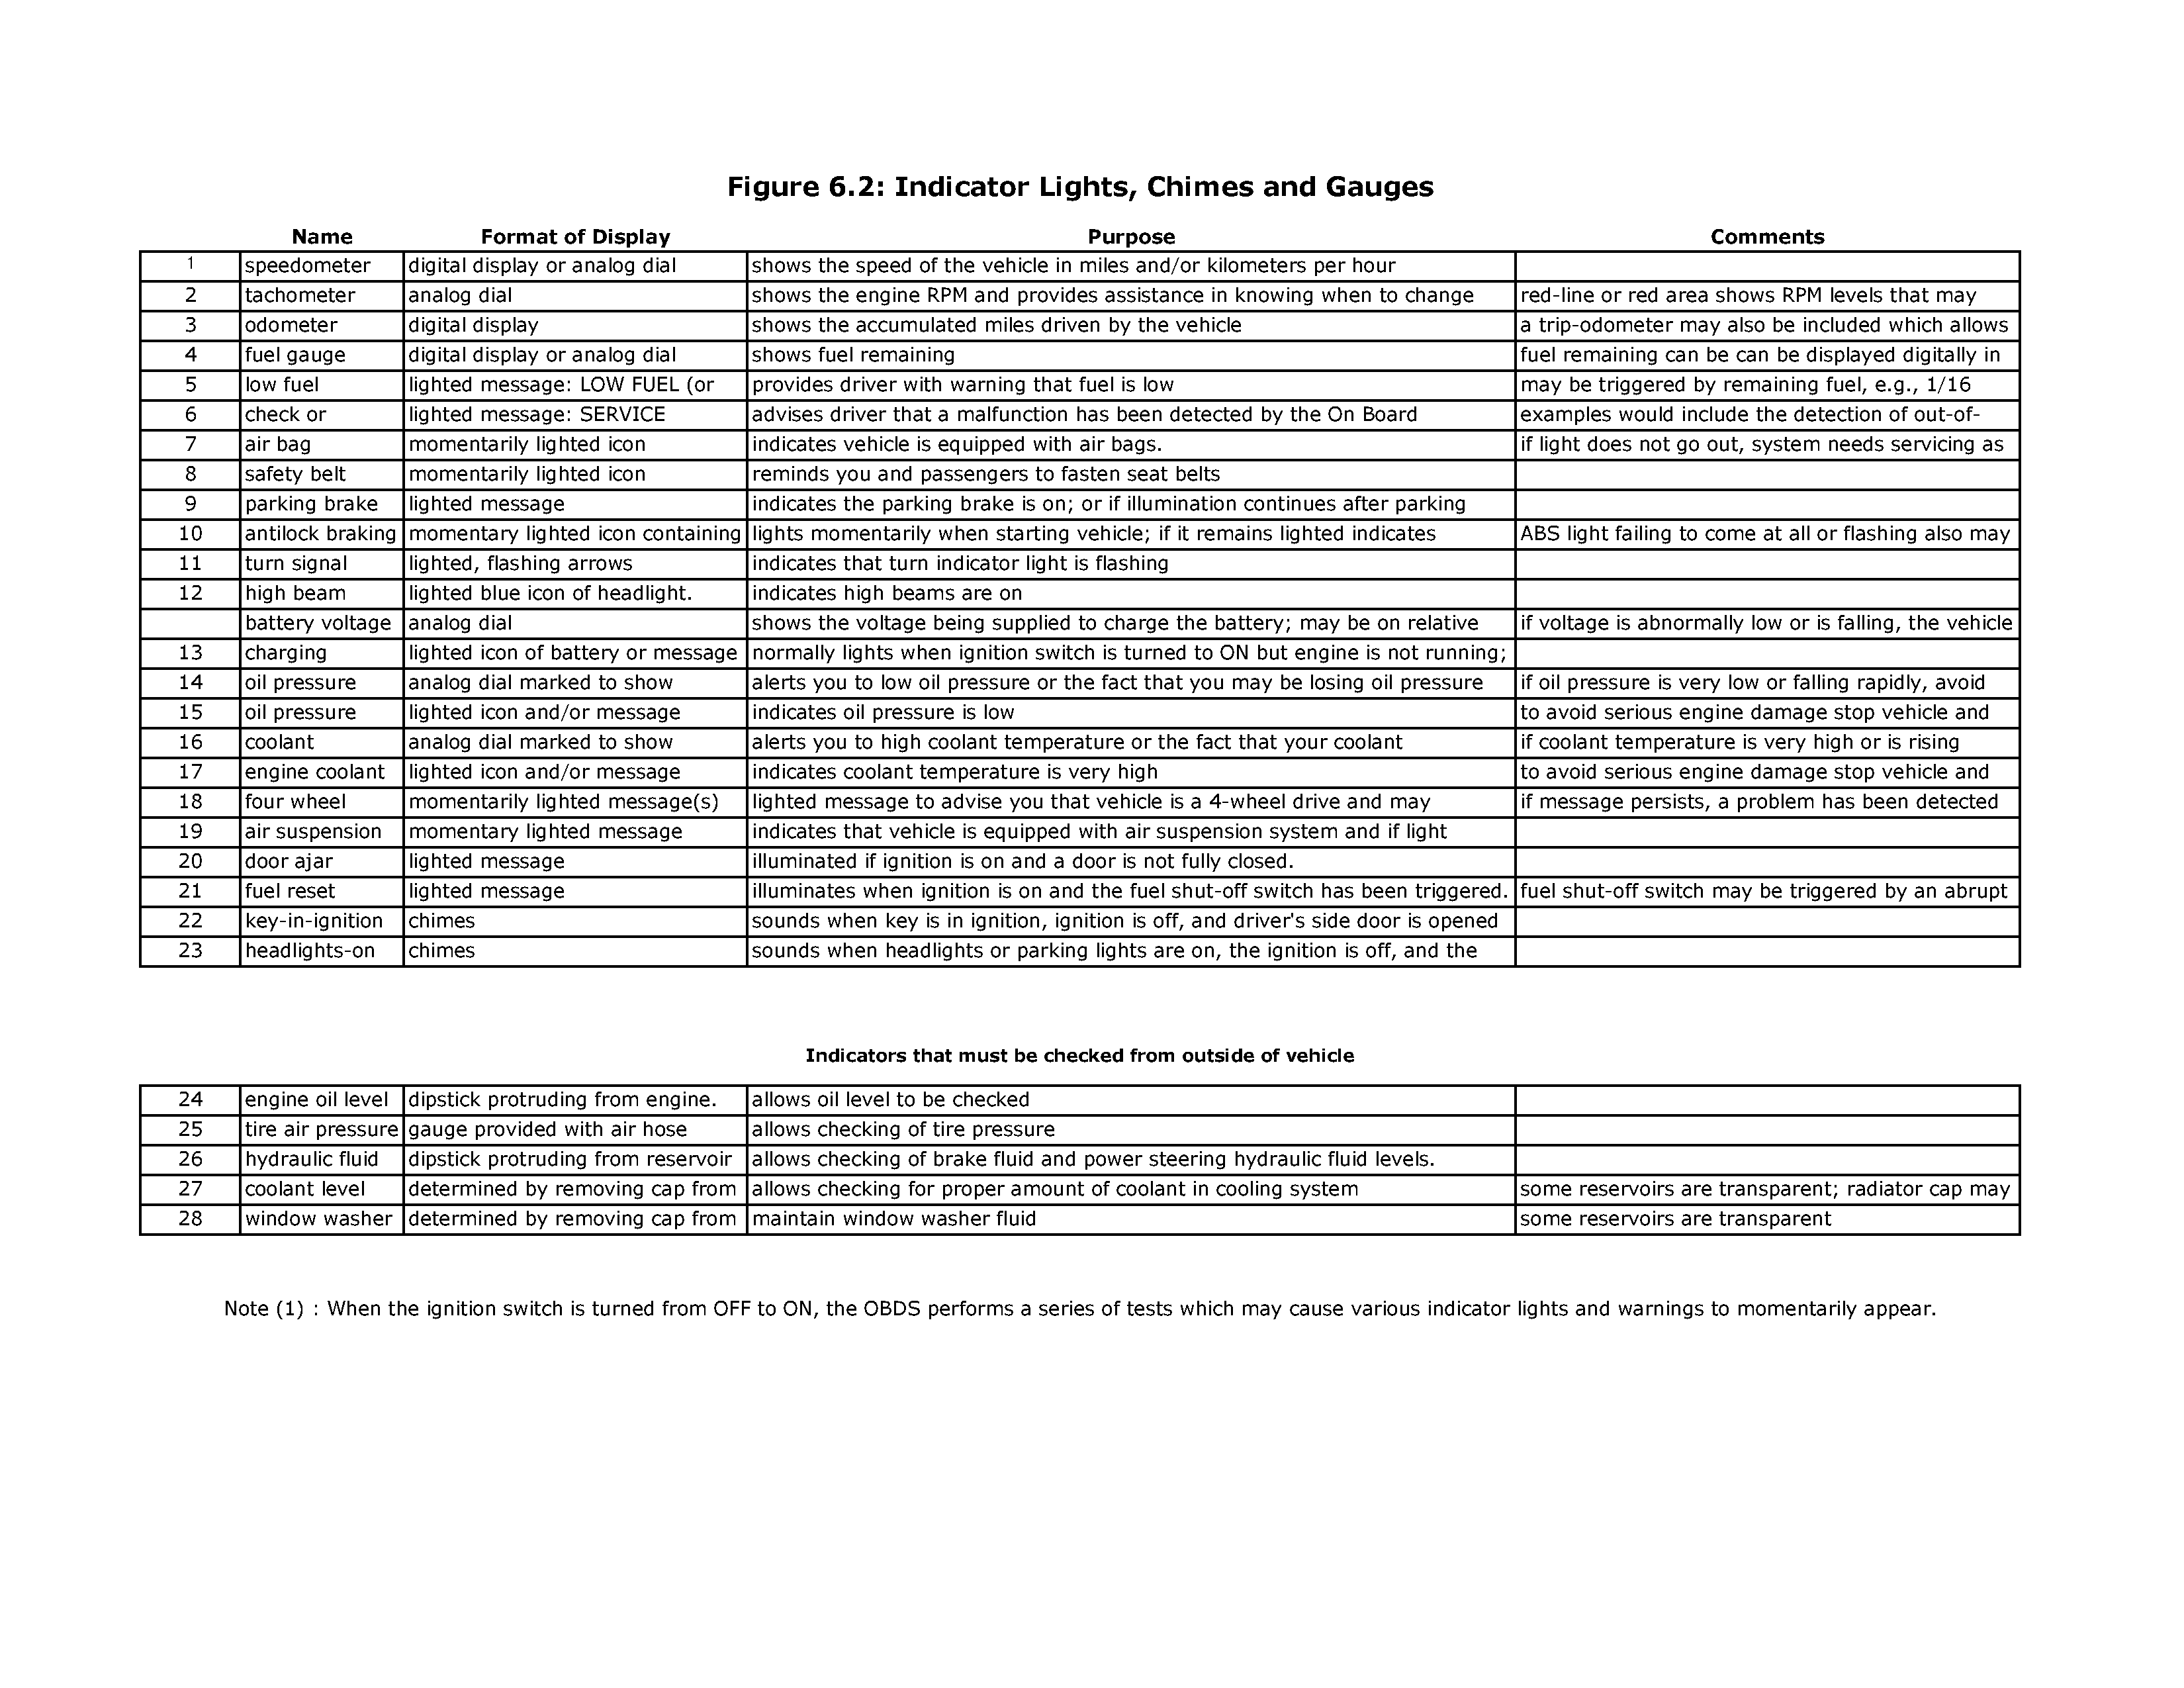 Figure 6.2: Indicator Lights, Chimes and Gauges
Name Format of Display Purpose Comments
1 speedometer digital display or analog dial shows the speed of the vehicle in miles and/or kilometers per hour
2 tachometer analog dial shows the engine RPM and provides assistance in knowing when to change red-line or red area shows RPM levels that may
3 odometer digital display shows the accumulated miles driven by the vehicle a trip-odometer may also be included which allows
4 fuel gauge digital display or analog dial shows fuel remaining fuel remaining can be can be displayed digitally in
5 low fuel lighted message: LOW FUEL (or provides driver with warning that fuel is low may be triggered by remaining fuel, e.g., 1/16
6 check or lighted message: SERVICE advises driver that a malfunction has been detected by the On Board examples would include the detection of out-of-
7 air bag momentarily lighted icon indicates vehicle is equipped with air bags. if light does not go out, system needs servicing as
8 safety belt momentarily lighted icon reminds you and passengers to fasten seat belts
9 parking brake lighted message indicates the parking brake is on; or if illumination continues after parking
10 antilock braking momentary lighted icon containing lights momentarily when starting vehicle; if it remains lighted indicates ABS light failing to come at all or flashing also may
11 turn signal lighted, flashing arrows indicates that turn indicator light is flashing
12 high beam lighted blue icon of headlight. indicates high beams are on
battery voltage analog dial shows the voltage being supplied to charge the battery; may be on relative if voltage is abnormally low or is falling, the vehicle
13 charging lighted icon of battery or message normally lights when ignition switch is turned to ON but engine is not running;
14 oil pressure analog dial marked to show alerts you to low oil pressure or the fact that you may be losing oil pressure if oil pressure is very low or falling rapidly, avoid
15 oil pressure lighted icon and/or message indicates oil pressure is low to avoid serious engine damage stop vehicle and
16 coolant analog dial marked to show alerts you to high coolant temperature or the fact that your coolant if coolant temperature is very high or is rising
17 engine coolant lighted icon and/or message indicates coolant temperature is very high to avoid serious engine damage stop vehicle and
18 four wheel momentarily lighted message(s) lighted message to advise you that vehicle is a 4-wheel drive and may if message persists, a problem has been detected
19 air suspension momentary lighted message indicates that vehicle is equipped with air suspension system and if light
20 door ajar lighted message illuminated if ignition is on and a door is not fully closed.
21 fuel reset lighted message illuminates when ignition is on and the fuel shut-off switch has been triggered. fuel shut-off switch may be triggered by an abrupt
22 key-in-ignition chimes sounds when key is in ignition, ignition is off, and driver's side door is opened
23 headlights-on chimes sounds when headlights or parking lights are on, the ignition is off, and the
Indicators that must be checked from outside of vehicle
24 engine oil level dipstick protruding from engine. allows oil level to be checked
25 tire air pressure gauge provided with air hose allows checking of tire pressure
26 hydraulic fluid dipstick protruding from reservoir allows checking of brake fluid and power steering hydraulic fluid levels.
27 coolant level determined by removing cap from allows checking for proper amount of coolant in cooling system some reservoirs are transparent; radiator cap may
28 window washer determined by removing cap from maintain window washer fluid some reservoirs are transparent
Note (1) : When the ignition switch is turned from OFF to ON, the OBDS performs a series of tests which may cause various indicator lights and warnings to momentarily appear.